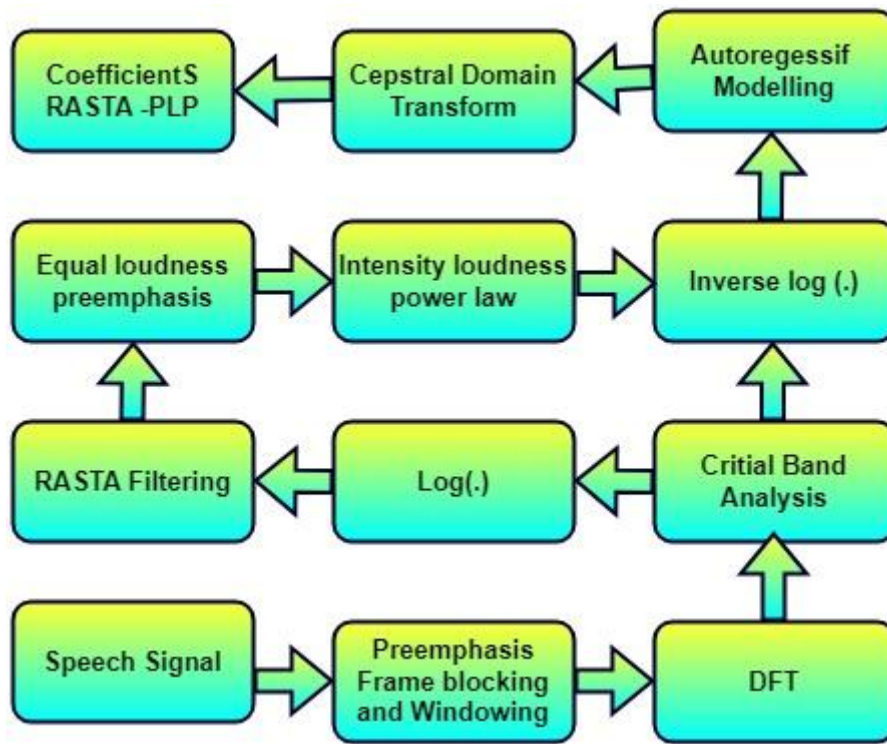 CoefficientS
RASTA -PLP
Cepstral Domain
Transform
Autoregessif
Modelling
Equal loudness
preemphasis
Intensity loudness
power law
Inverse log (.)
RASTA Filtering
Log(.)
Critial Band
Analysis
Speech Signal
Preemphasis
Frame blocking
and Windowing
DFT